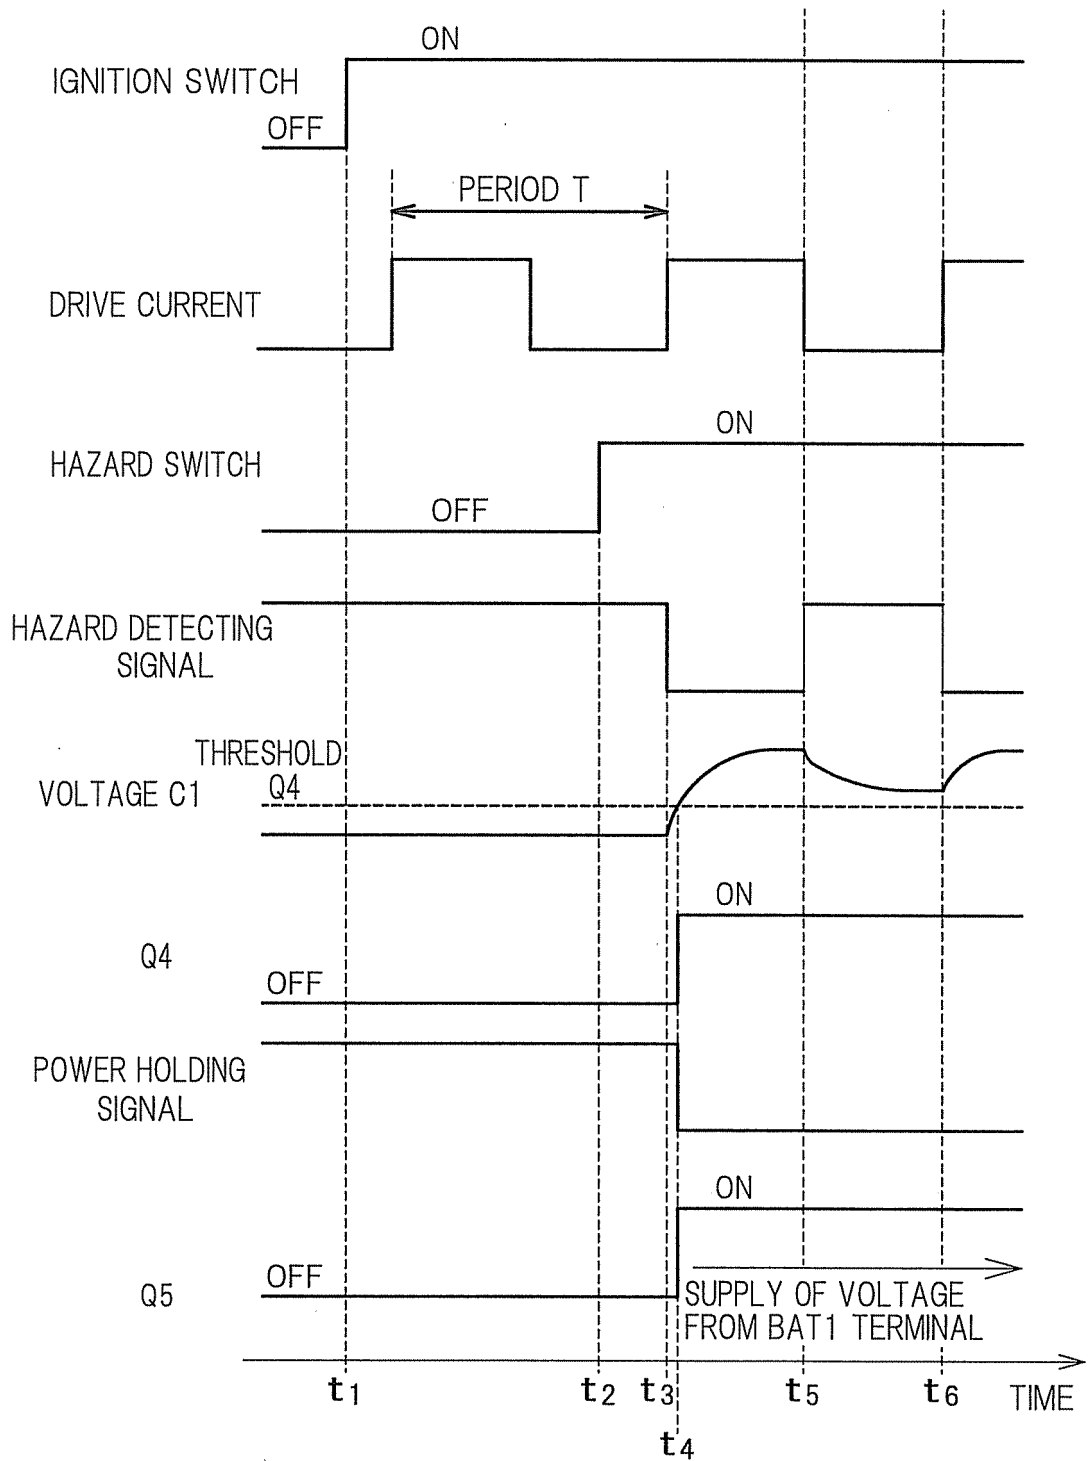 ON
IGNITION SWITCH
OFF
PERIOD T
DRIVE CURRENT
ON
HAZARD SWITCH
OFF
HAZARD DETECTING
SIGNAL
THRESHOLD
Q4
VOLTAGE C1
ON
Q4
OFF
POWER HOLDING
SIGNAL
ON
OFF
Q5
SUPPLY OF VOLTAGE
FROM BAT1 TERMINAL
t1 t2 t3 t5 t6 TIME
t4